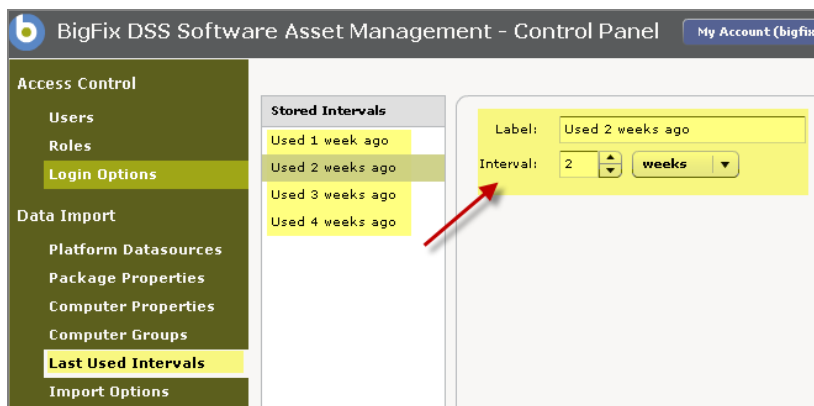 BigFix DSS Software Asset Management - Control Panel
My Account (bigfix
Access Control
Users
Roles
Login Options
Data Import
Platform Datasources
Package Properties
Computer Properties
Computer Groups
Last Used Intervals
Import Options
Stored Intervals
Used 1 week ago
Used 2 weeks ago
Used 3 weeks ago
Used 4 weeks ago
Label: Used 2 weeks ago
Interval: 2 weeks